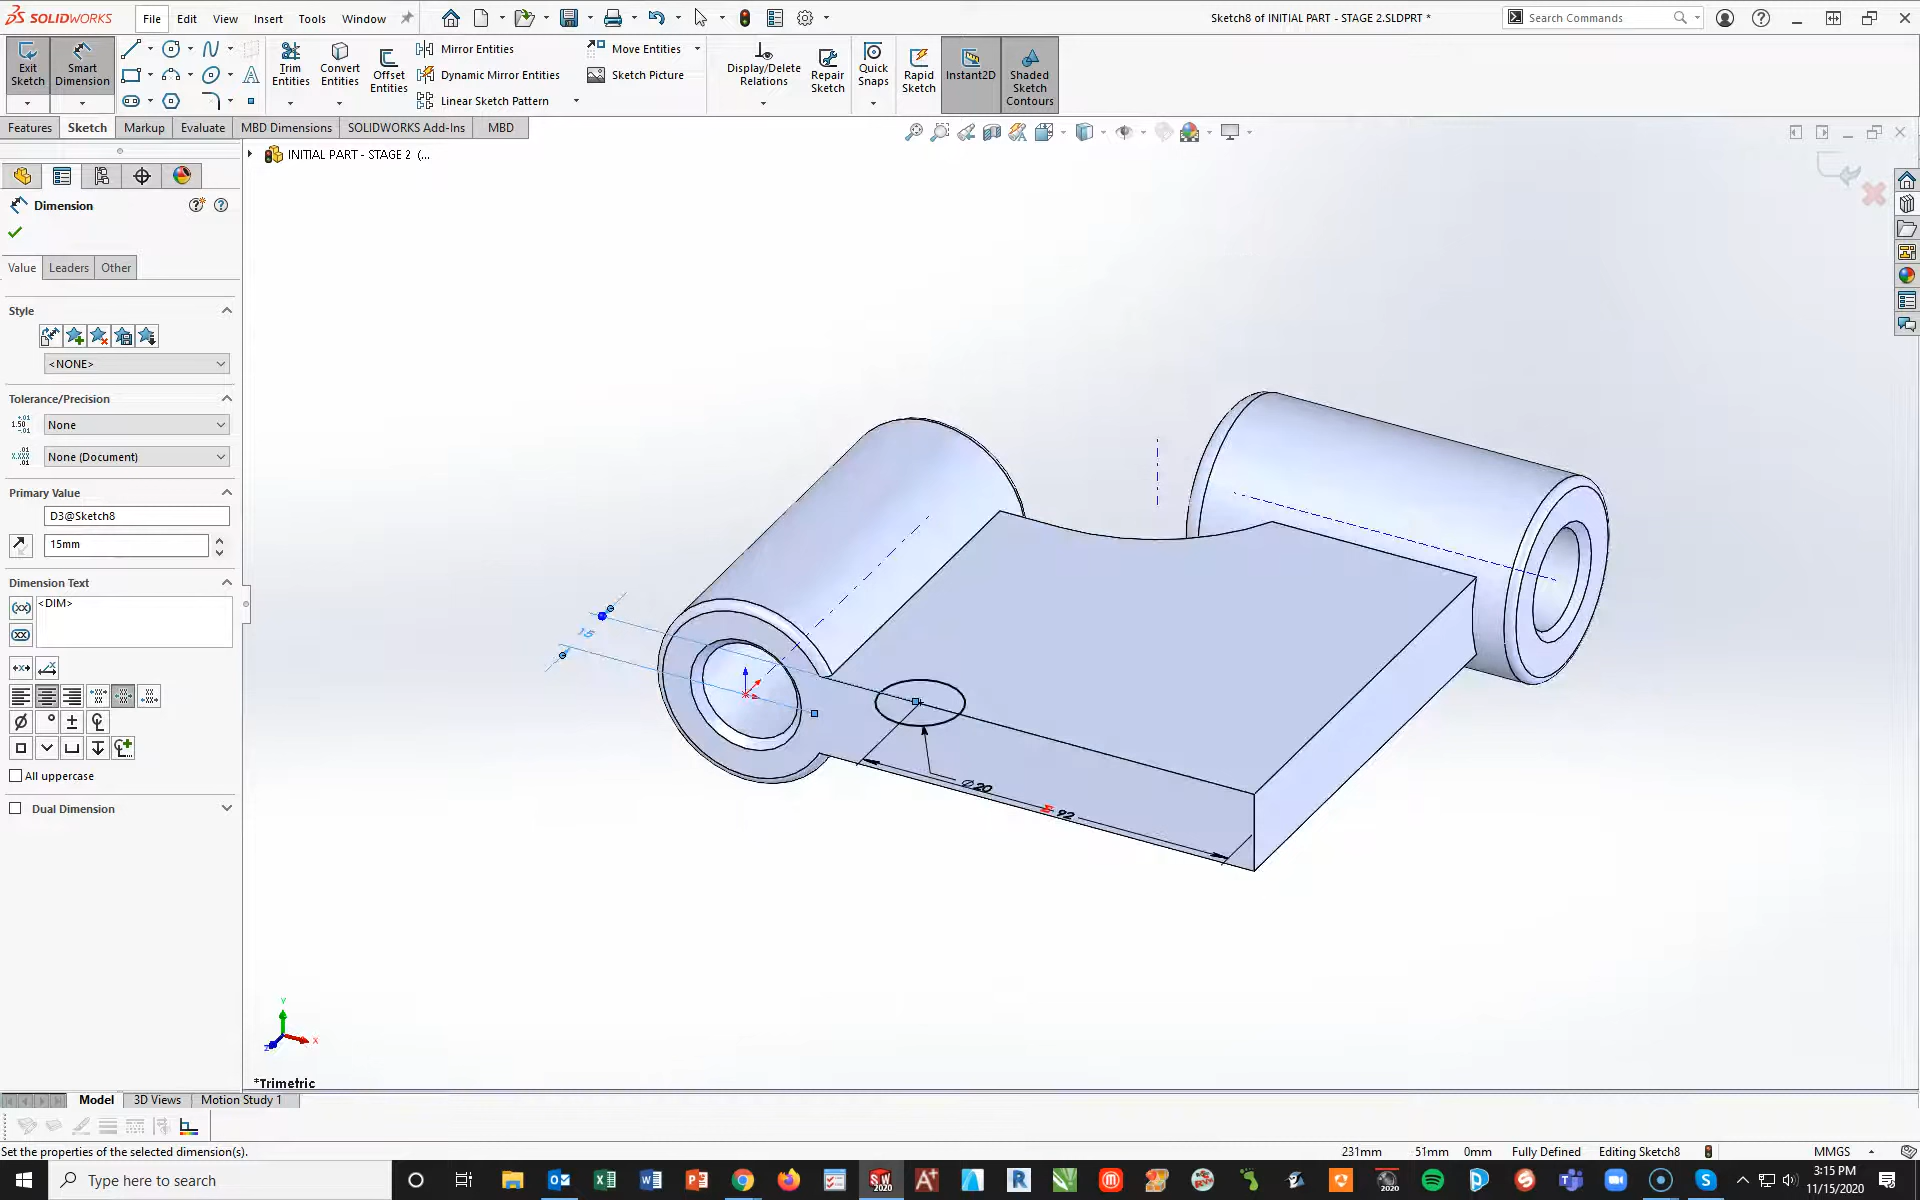 SOLIDWORKS
File
Edit
View
Insert
Tools
Window
Sketch8 of INITIAL PART - STAGE 2.SLDPRT *
Search Commands
Exit Sketch
Smart Dimension
Trim Entities
Convert Entities
Offset Entities
Mirror Entities
Dynamic Mirror Entities
Linear Sketch Pattern
Move Entities
Sketch Picture
Display/Delete Relations
Repair Sketch
Quick Snaps
Rapid Sketch
Instant2D
Shaded Sketch Contours
Features
Sketch
Markup
Evaluate
MBD Dimensions
SOLIDWORKS Add-Ins
MBD
INITIAL PART - STAGE 2 (...
Dimension
Value
Leaders
Other
Style
<NONE>
Tolerance/Precision
None
None (Document)
Primary Value
D3@Sketch8
15mm
Dimension Text
<DIM>
All uppercase
Dual Dimension
15
∅20
Σ 92
Y
X
Z
*Trimetric
Model
3D Views
Motion Study 1
Set the properties of the selected dimension(s).
231mm
51mm
0mm
Fully Defined
Editing Sketch8
MMGS
Type here to search
3:15 PM
11/15/2020